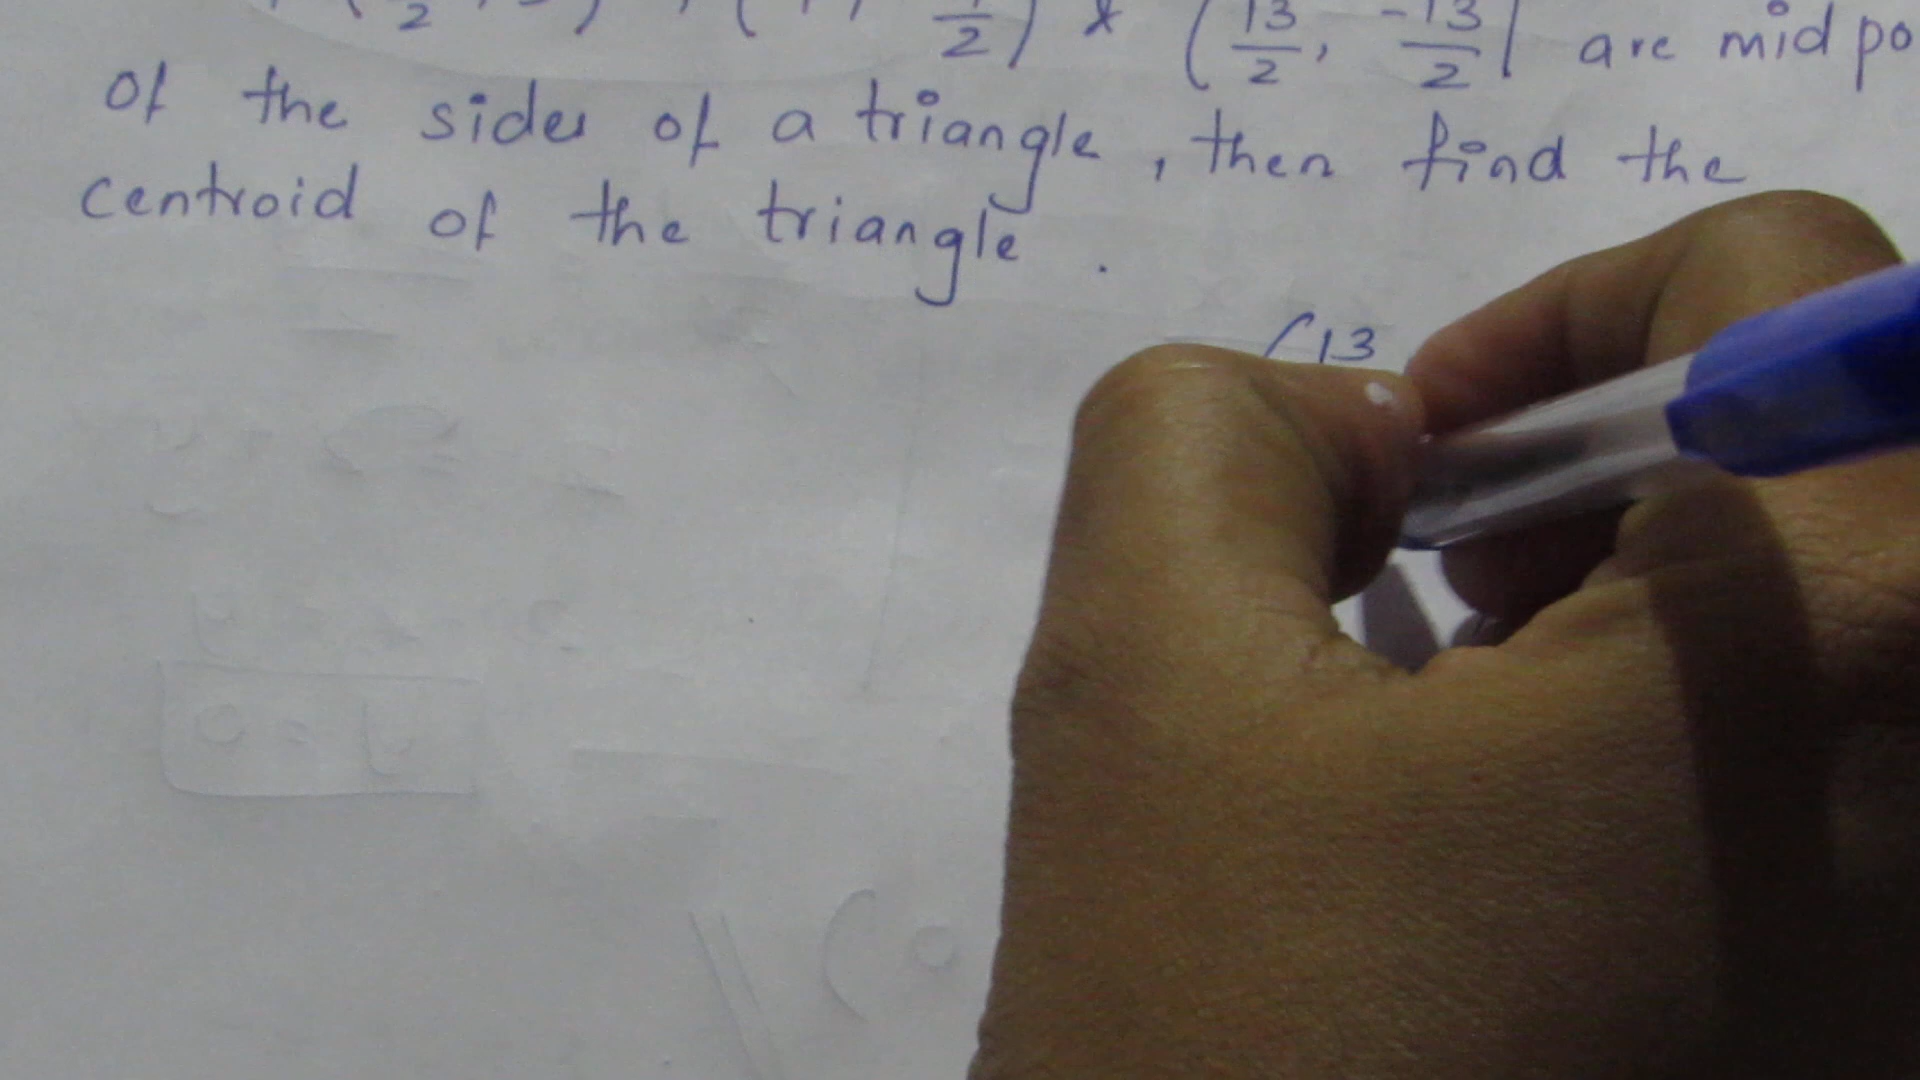 (13/2, -13/2) are mid po
of the sides of a triangle, then find the
centroid of the triangle.
(13